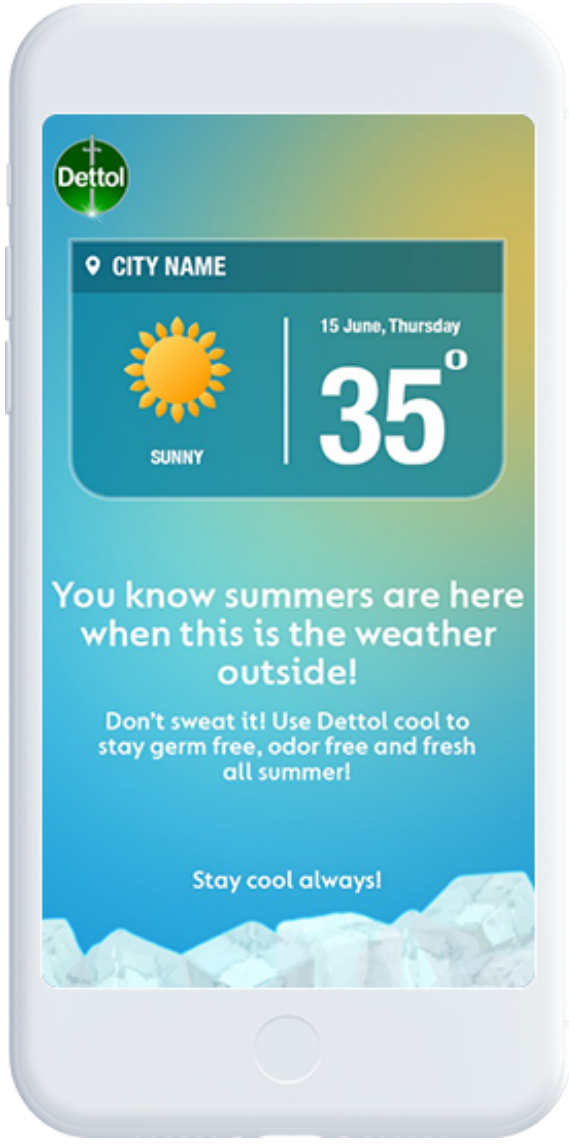 Dettol
CITY NAME
15 June, Thursday
35°
SUNNY
You know summers are here
when this is the weather
outside!
Don't sweat it! Use Dettol cool to
stay germ free, odor free and fresh
all summer!
Stay cool always!